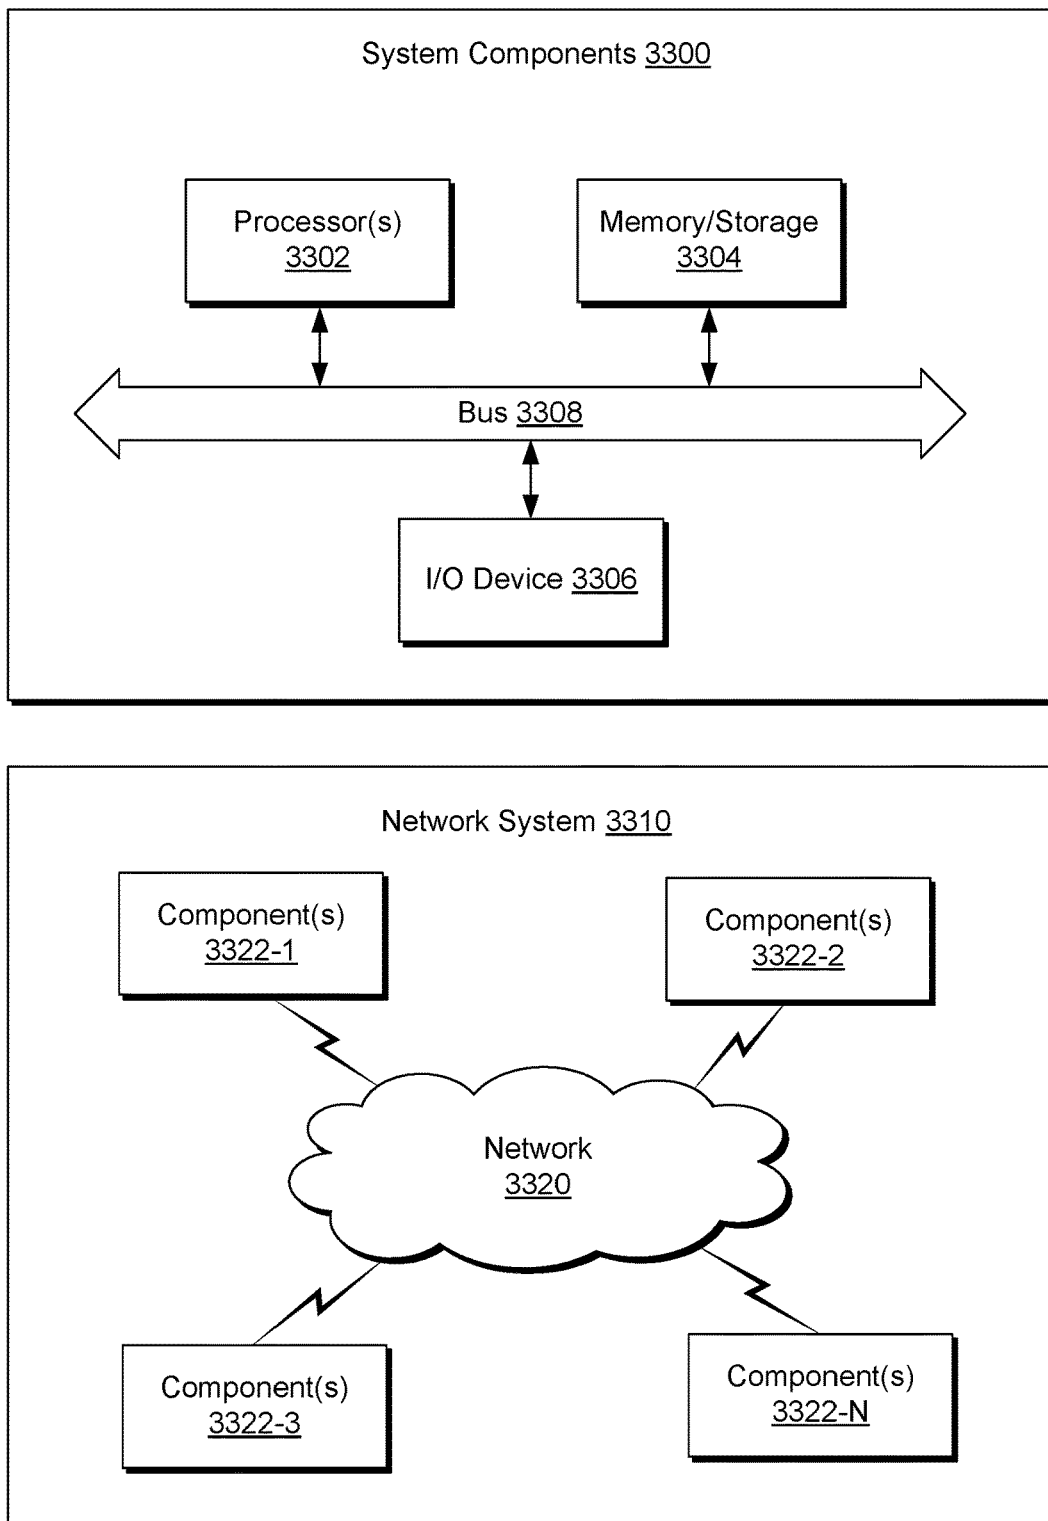 System Components 3300
Processor(s)
3302
Memory/Storage
3304
Bus 3308
I/O Device 3306
Network System 3310
Component(s)
3322-1
Component(s)
3322-2
Network
3320
Component(s)
3322-3
Component(s)
3322-N